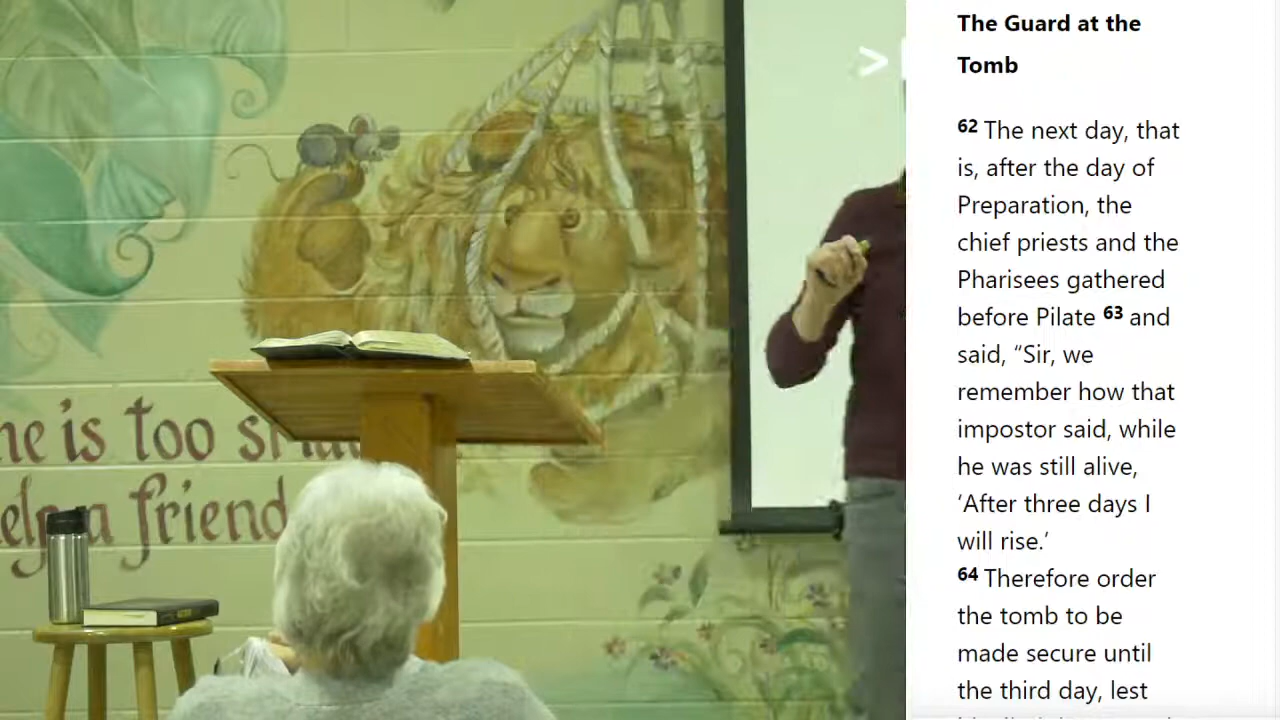 >
ne is too
help a friend
The Guard at the
Tomb
62 The next day, that
is, after the day of
Preparation, the
chief priests and the
Pharisees gathered
before Pilate 63 and
said, “Sir, we
remember how that
impostor said, while
he was still alive,
‘After three days I
will rise.’
64 Therefore order
the tomb to be
made secure until
the third day, lest